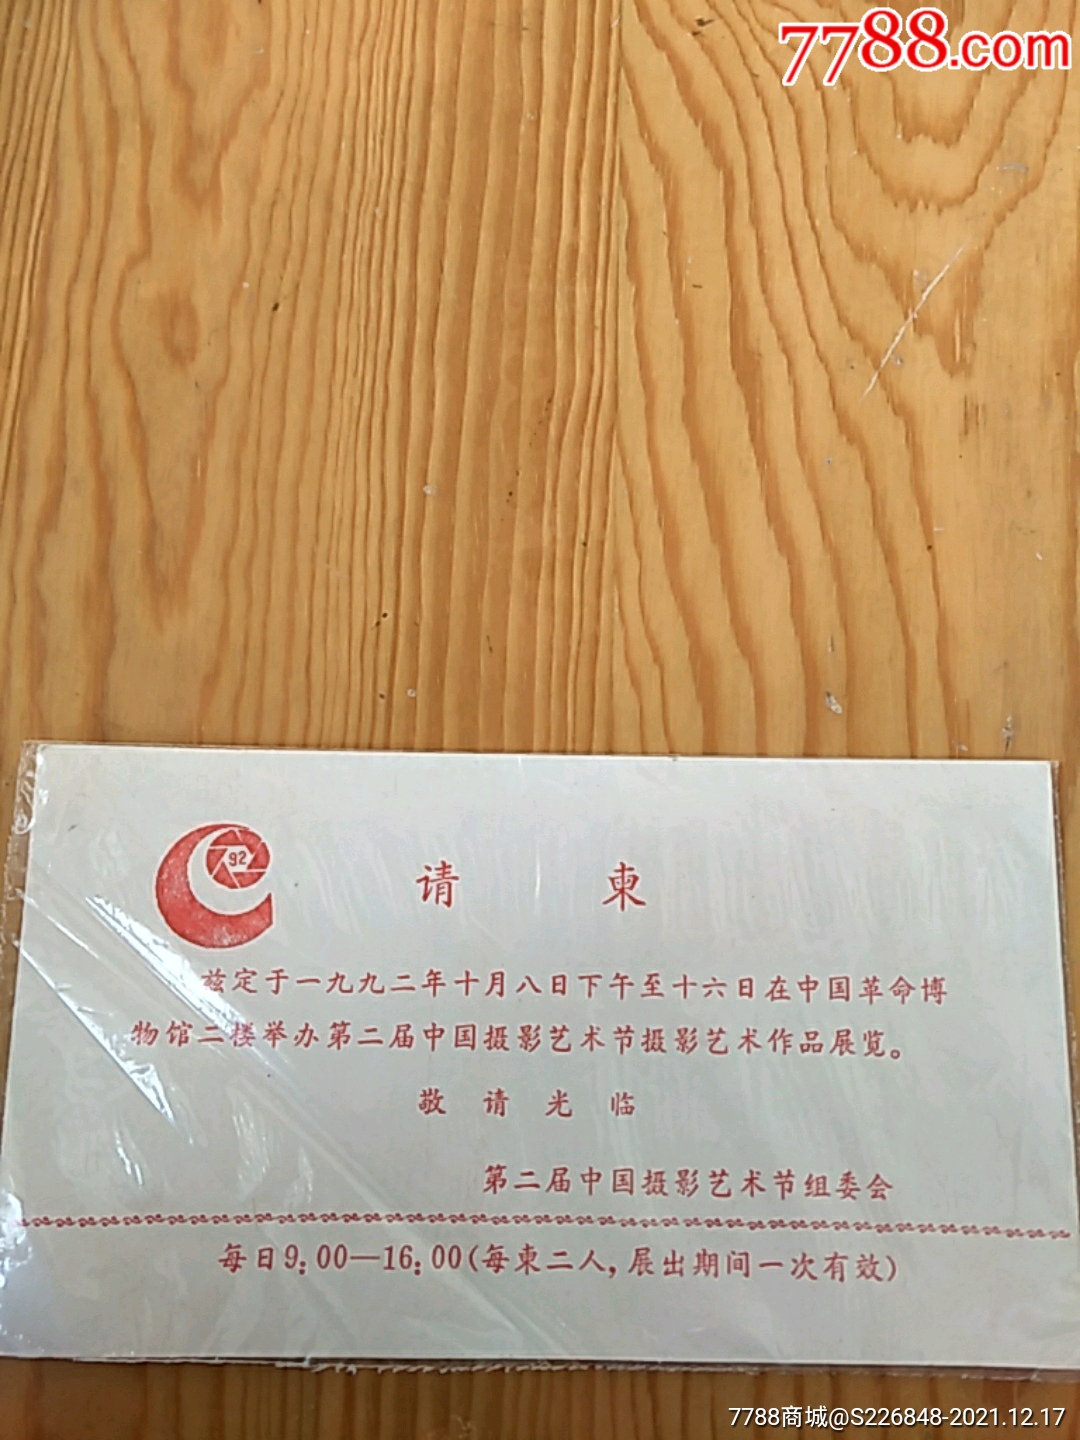 7788.com
92
请 柬
兹定于一九九二年十月八日下午至十六日在中国革命博
物馆二楼举办第二届中国摄影艺术节摄影艺术作品展览。
敬 请 光 临
第二届中国摄影艺术节组委会
每日9:00—16:00(每柬二人,展出期间一次有效)
7788商城@S226848-2021.12.17